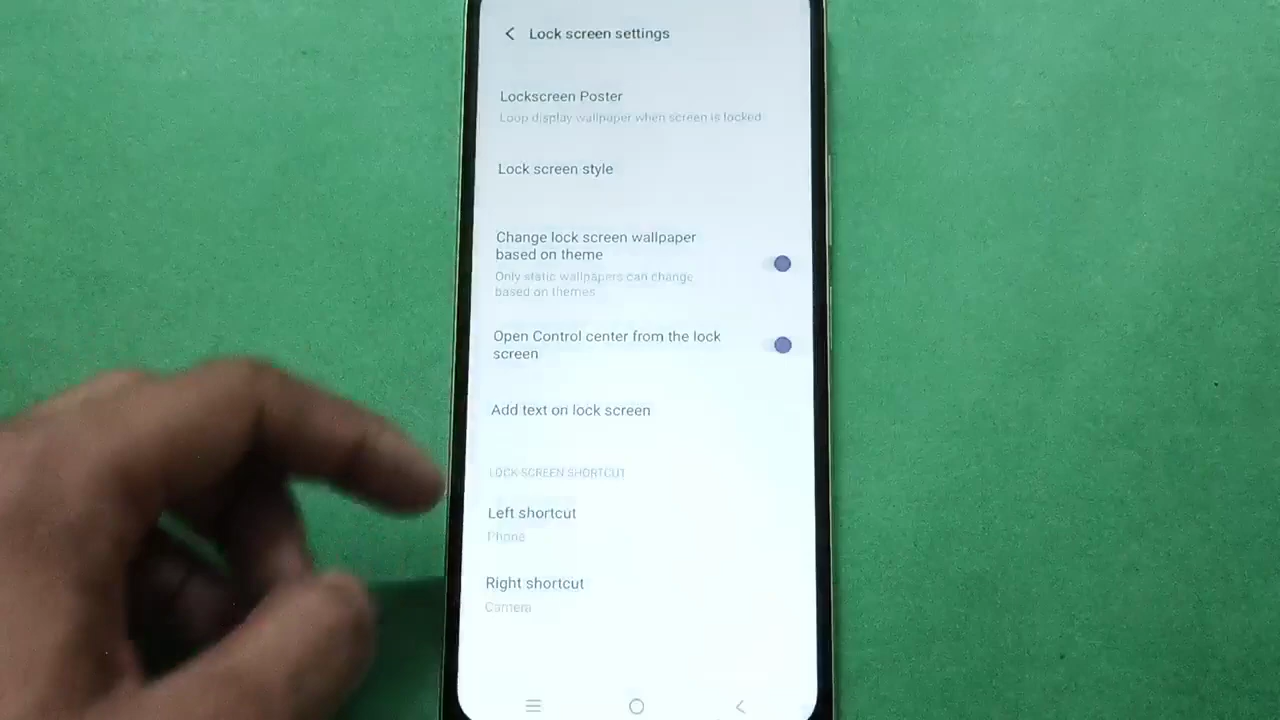 Lock screen settings
Lockscreen Poster
Loop display wallpaper when screen is locked
Lock screen style
Change lock screen wallpaper
based on theme
Only static wallpapers can change
based on themes
Open Control center from the lock
screen
Add text on lock screen
LOCK SCREEN SHORTCUT
Left shortcut
Phone
Right shortcut
Camera